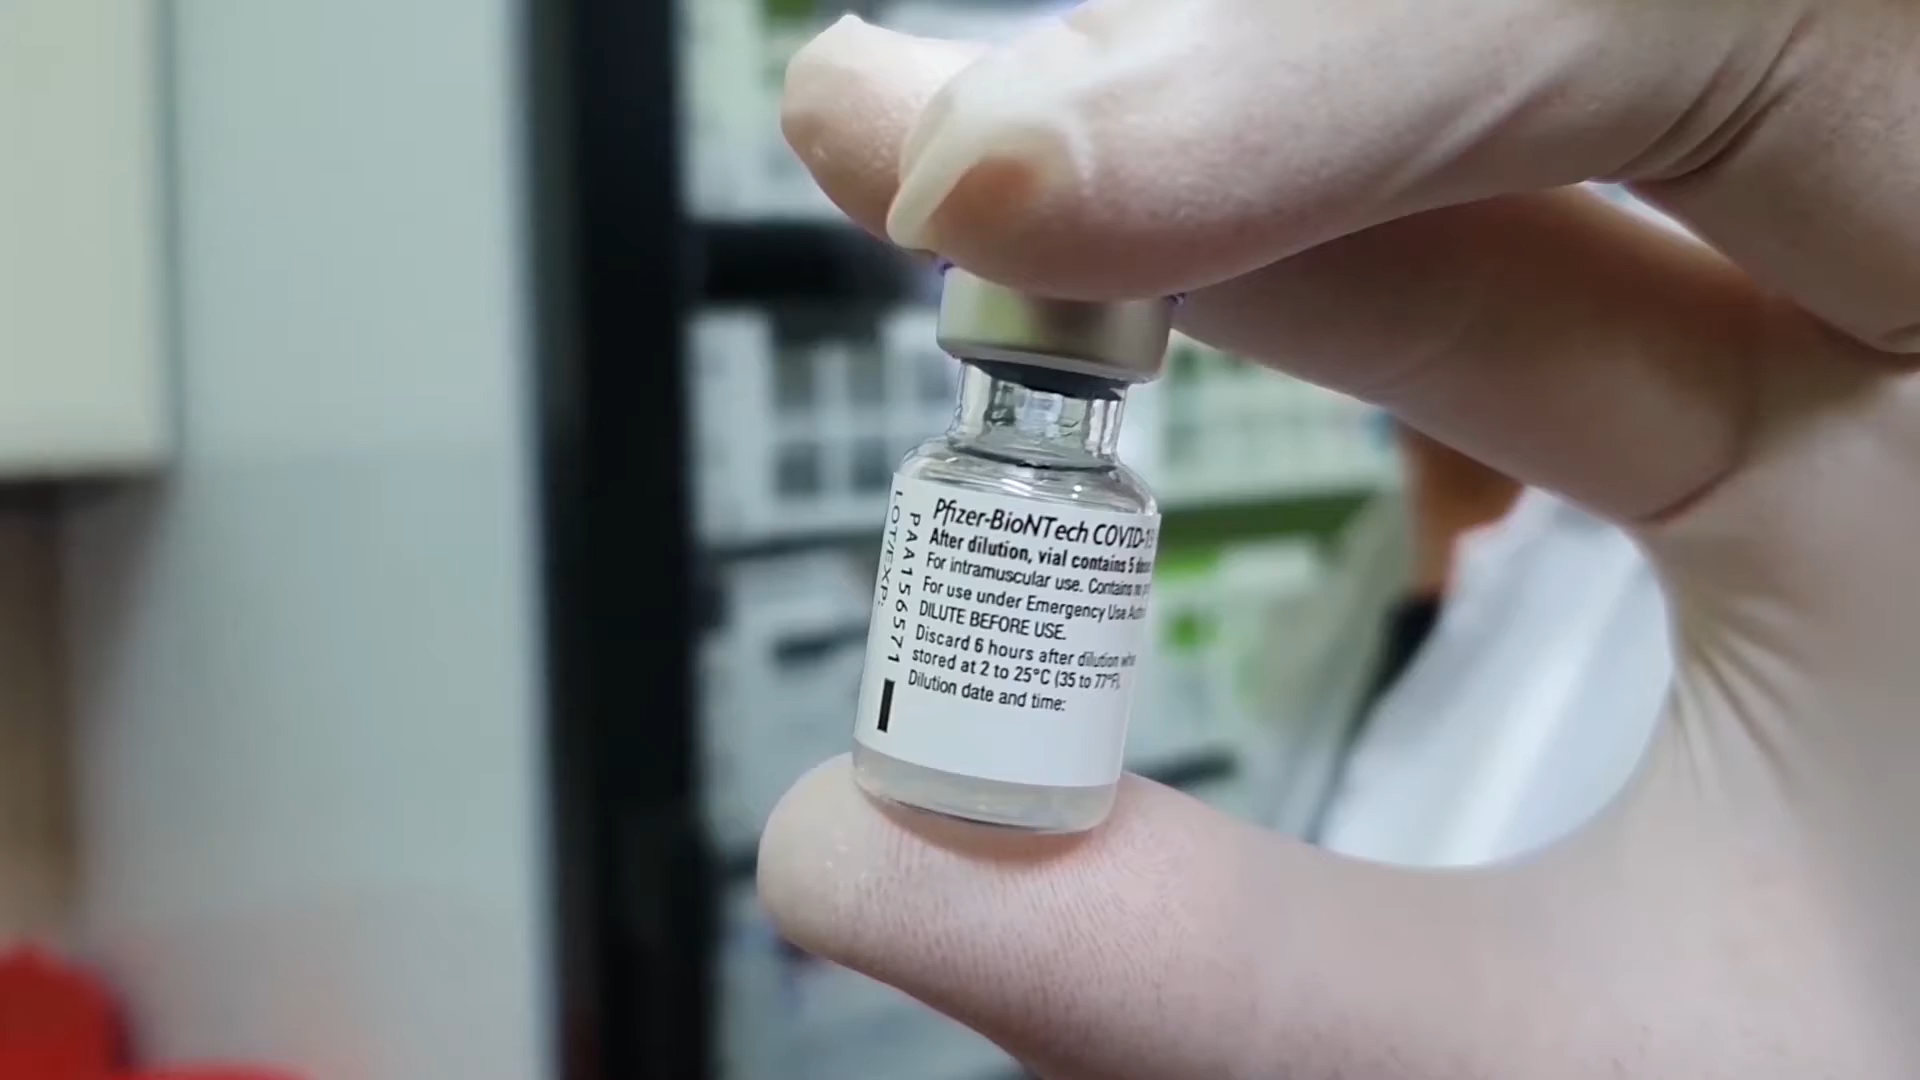 Pfizer-BioNTech COVID-1
After dilution, vial contains 5
For intramuscular use. Contains no
For use under Emergency Use
DILUTE BEFORE USE.
Discard 6 hours after dilution
stored at 2 to 25°C (35 to 77°F)
Dilution date and time:
PAA156571
LOT/EXP: